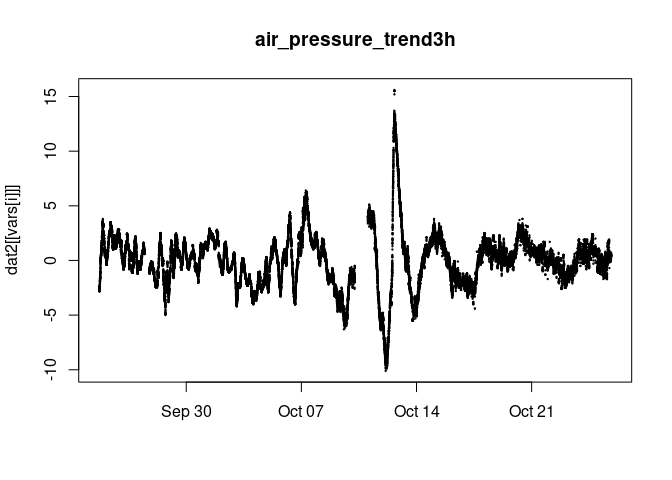 air_pressure_trend3h
dat2[[vars[i]]]
15
10
5
0
-5
-10
Sep 30
Oct 07
Oct 14
Oct 21